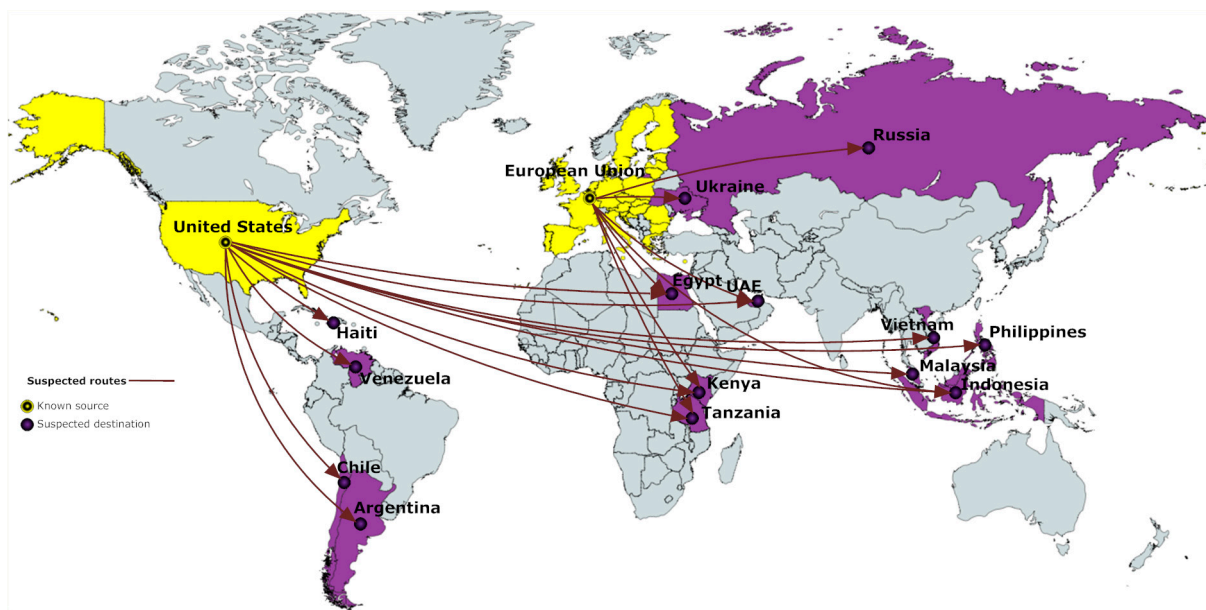 Russia
European Union
Ukraine
United States
Egypt
UAE
Haiti
Vietnam
Philippines
Malaysia
Venezuela
Kenya
Indonesia
Suspected routes
Known source
Tanzania
Suspected destination
Chile
Argentina